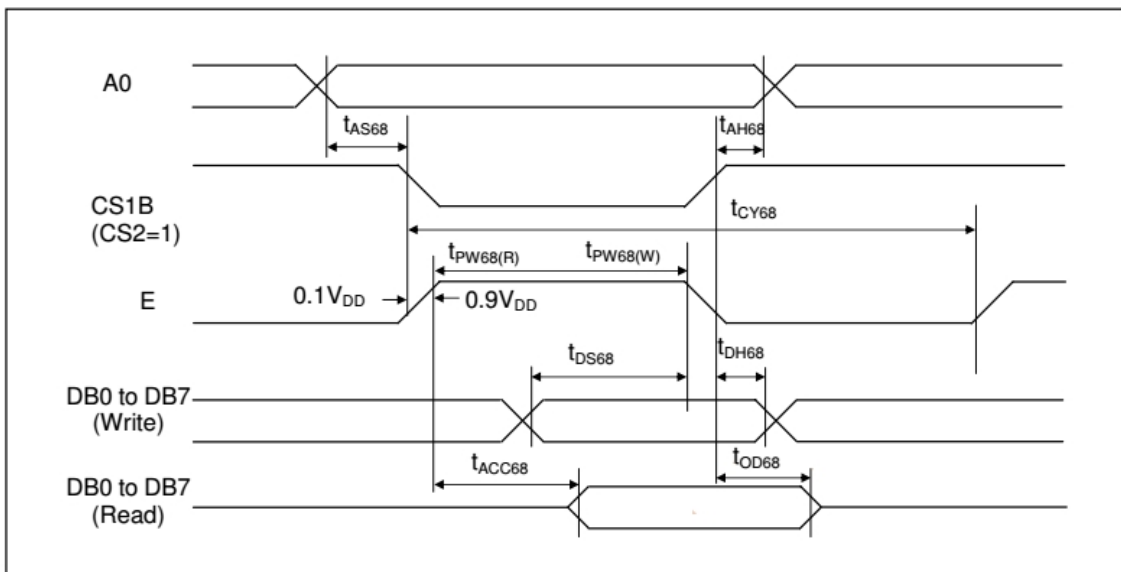 A0
tAS68
tAH68
CS1B
(CS2=1)
tCY68
tPW68(R)
tPW68(W)
E
0.1VDD
0.9VDD
tDS68
tDH68
DB0 to DB7
(Write)
tACC68
tOD68
DB0 to DB7
(Read)